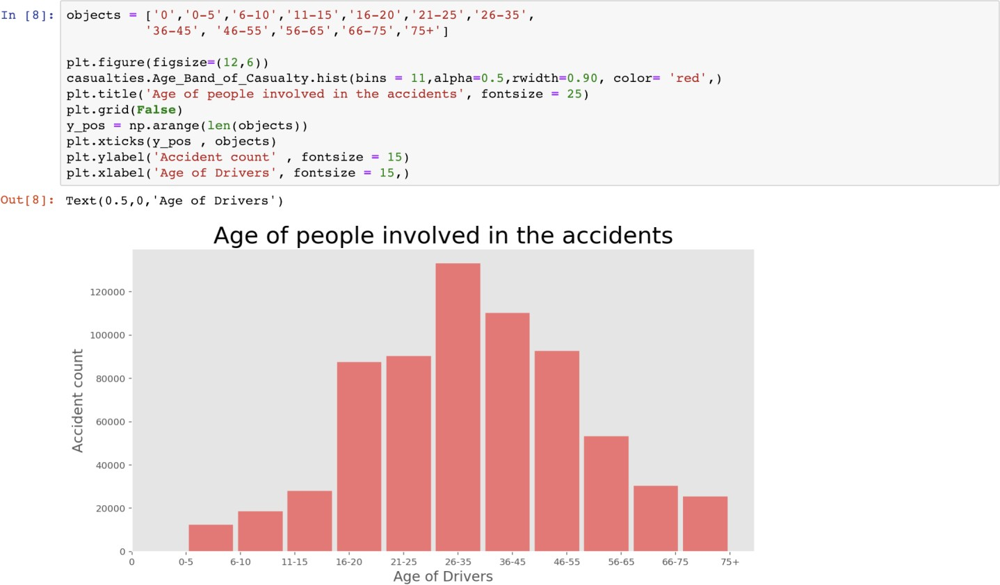 In [8]: objects = ['0','0-5','6-10','11-15','16-20','21-25','26-35',
'36-45', '46-55','56-65','66-75','75+']
plt.figure(figsize=(12,6))
casualties.Age_Band_of_Casualty.hist(bins = 11,alpha=0.5,rwidth=0.90, color= 'red',)
plt.title('Age of people involved in the accidents', fontsize = 25)
plt.grid(False)
y_pos = np.arange(len(objects))
plt.xticks(y_pos , objects)
plt.ylabel('Accident count' , fontsize = 15)
plt.xlabel('Age of Drivers', fontsize = 15,)
Out[8]: Text(0.5,0,'Age of Drivers')
Age of people involved in the accidents
Accident count
120000
100000
80000
60000
40000
20000
0
0 0-5 6-10 11-15 16-20 21-25 26-35 36-45 46-55 56-65 66-75 75+
Age of Drivers